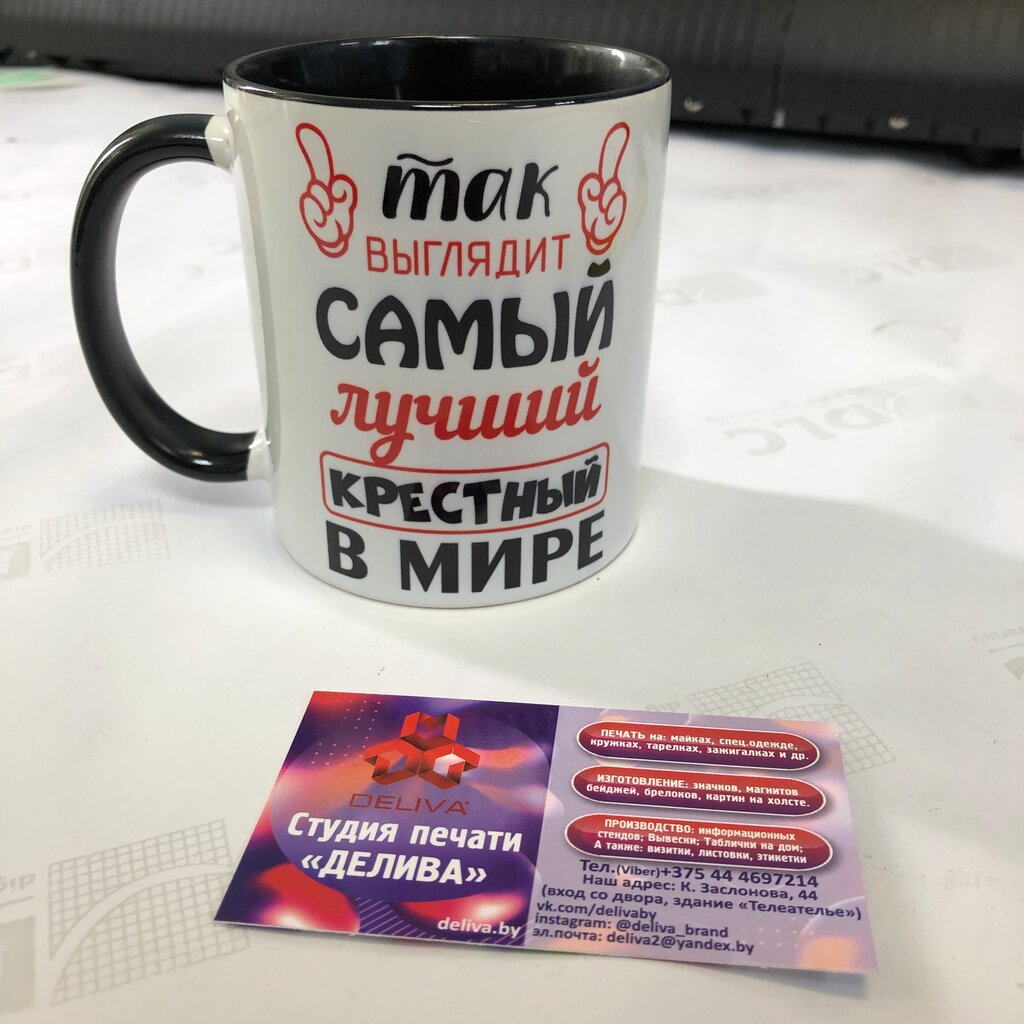 так
ВЫГЛЯДИТ
САМЫЙ
лучший
КРЕСТНЫЙ
В МИРЕ
DELIVA
Студия печати
«ДЕЛИВА»
deliva.by
ПЕЧАТЬ на: майках, спец.одежде,
кружках, тарелках, зажигалках и др.
ИЗГОТОВЛЕНИЕ: значков, магнитов
бейджей, брелоков, картин на холсте.
ПРОИЗВОДСТВО: информационных
стендов; Вывески; Таблички на дом;
А также: визитки, листовки, этикетки
Тел.(Viber)+375 44 4697214
Наш адрес: К. Заслонова, 44
(вход со двора, здание «Телеателье»)
vk.com/delivaby
instagram: @deliva_brand
эл.почта: deliva2@yandex.by
DLC
DLC